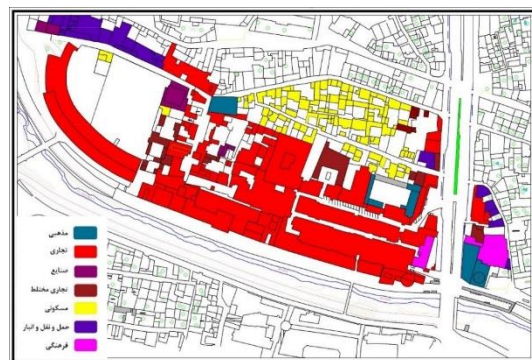 مذهبی
تجاری
صنایع
تجاری مختلط
مسکونی
حمل و نقل و انبار
فرهنگی